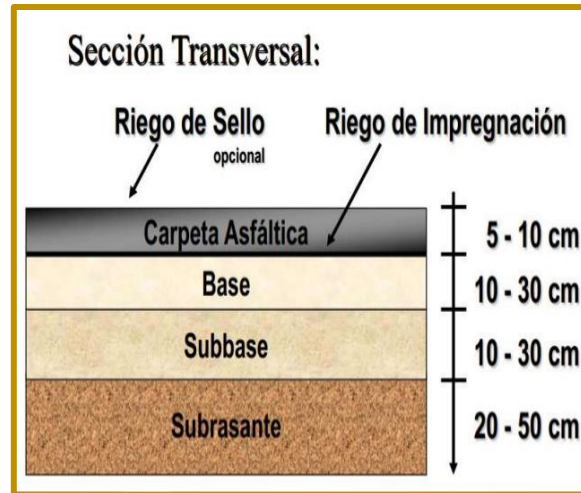 Sección Transversal:
Riego de Sello
opcional
Riego de Impregnación
Carpeta Asfáltica
5 - 10 cm
Base
10 - 30 cm
Subbase
10 - 30 cm
Subrasante
20 - 50 cm